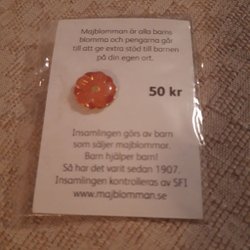 Majblomman är alla barns
blomma och pengarna går
till att ge extra stöd till barnen
på din egen ort.
50 kr
Insamlingen görs av barn
som säljer majblommor.
Barn hjälper barn!
Så har det varit sedan 1907.
Insamlingen kontrolleras av SFI
www.majblomman.se